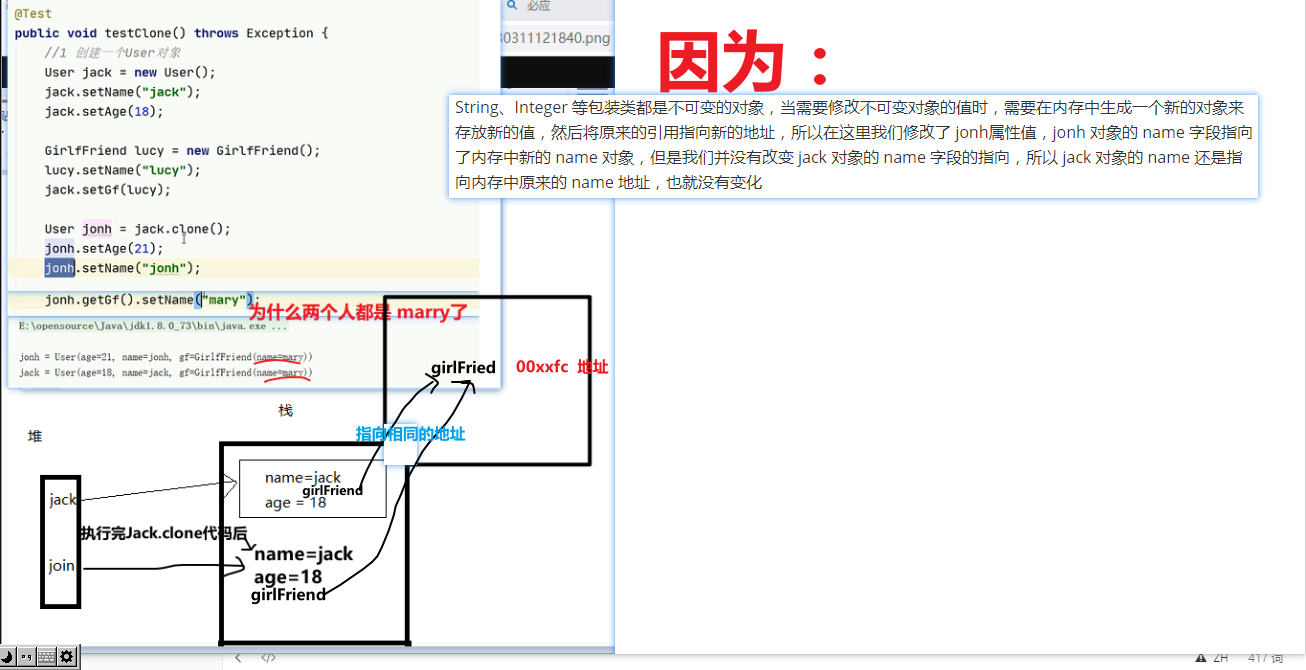 @Test
必应
public void testClone() throws Exception {
30311121840.png
//1 创建一个User对象
User jack = new User();
jack.setName("jack");
jack.setAge(18);
GirlfFriend lucy = new GirlfFriend();
lucy.setName("lucy");
jack.setGf(lucy);
User jonh = jack.clone();
jonh.setAge(21);
jonh.setName("jonh");
jonh.getGf().setName("mary");
为什么两个人都是 marry了
E:\opensource\Java\jdk1.8.0_73\bin\java.exe ...
jonh = User(age=21, name=jonh, gf=GirlfFriend(name=mary))
jack = User(age=18, name=jack, gf=GirlfFriend(name=mary))
因为：
String、Integer 等包装类都是不可变的对象，当需要修改不可变对象的值时，需要在内存中生成一个新的对象来
存放新的值，然后将原来的引用指向新的地址，所以在这里我们修改了 jonh属性值，jonh 对象的 name 字段指向
了内存中新的 name 对象，但是我们并没有改变 jack 对象的 name 字段的指向，所以 jack 对象的 name 还是指
向内存中原来的 name 地址，也就没有变化
girlFried
00xxfc 地址
栈
堆
指向相同的地址
name=jack
girlFriend
age = 18
jack
执行完Jack.clone代码后
join
name=jack
age=18
girlFriend
ZH
417 词